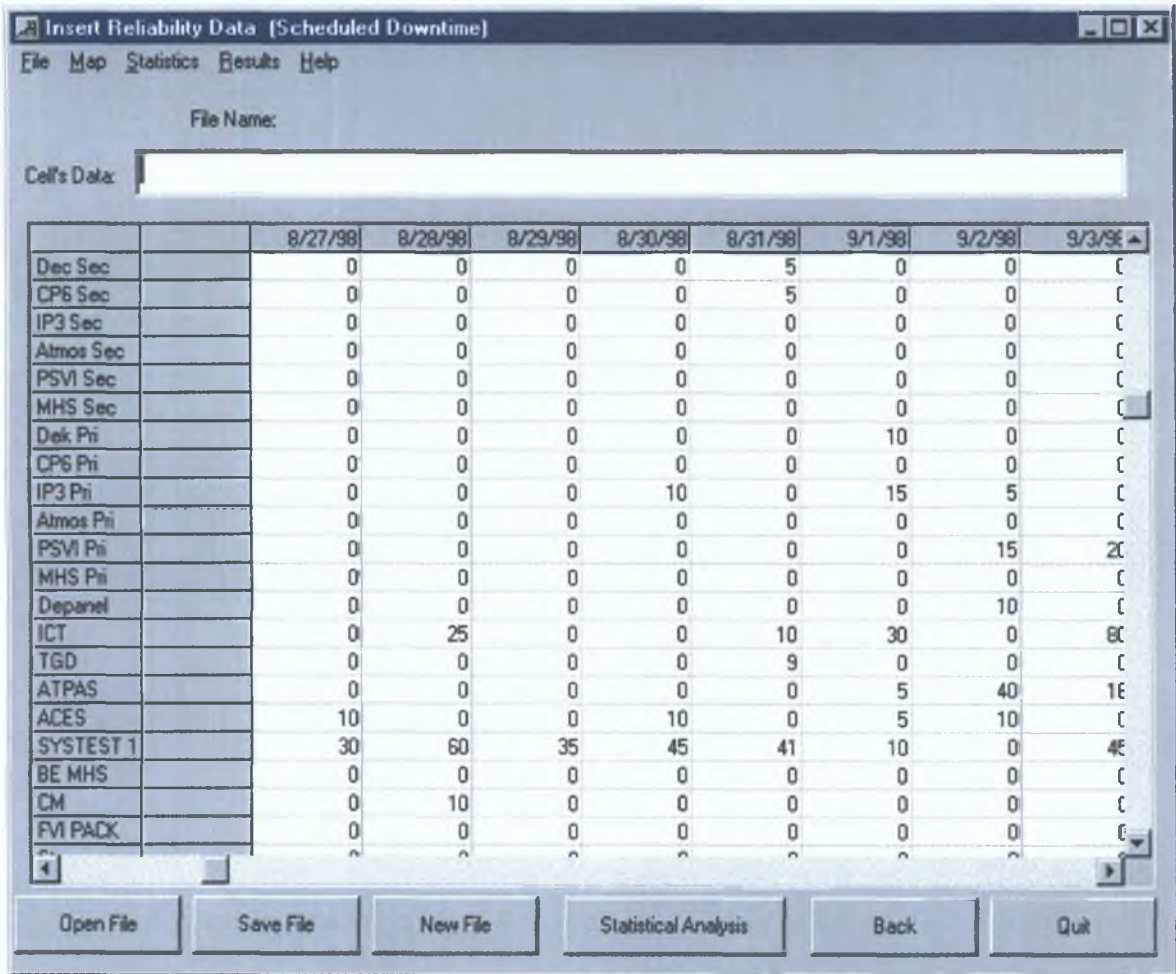 Insert Reliability Data (Scheduled Downtime)
File Map Statistics Results Help
File Name:
Cell's Data:
8/27/98 8/28/98 8/29/98 8/30/98 8/31/98 9/1/98 9/2/98
Dec Sec 0 0 0 0 5 0 0
CP6 Sec 0 0 0 0 5 0 0
IP3 Sec 0 0 0 0 0 0 0
Atmos Sec 0 0 0 0 0 0 0
PSVI Sec 0 0 0 0 0 0 0
MHS Sec 0 0 0 0 0 0 0
Dek Pri 0 0 0 0 0 10 0
CP6 Pri 0 0 0 0 0 0 0
IP3 Pri 0 0 0 10 0 15 5
Atmos Pri 0 0 0 0 0 0 0
PSVI Pri 0 0 0 0 0 0 15 20
MHS Pri 0 0 0 0 0 0 0
Depanel 0 0 0 0 0 0 10
ICT 0 25 0 0 10 30 0 80
TGD 0 0 0 0 9 0 0
ATPAS 0 0 0 0 0 5 40
ACES 10 0 0 10 0 5 10
SYSTEST 1 30 60 35 45 41 10 0 45
BE MHS 0 0 0 0 0 0 0
CM 0 10 0 0 0 0 0
FVI PACK 0 0 0 0 0 0 0
Open File Save File New File Statistical Analysis Back Quit